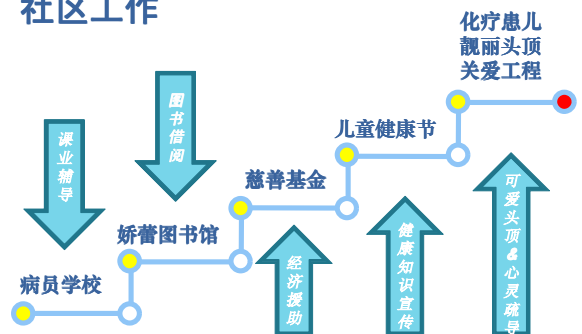 社区工作
化疗患儿
靓丽头顶
关爱工程
儿童健康节
慈善基金
娇蕾图书馆
病员学校
课业辅导
图书借阅
经济援助
健康知识宣传
可爱头顶&心灵疏导